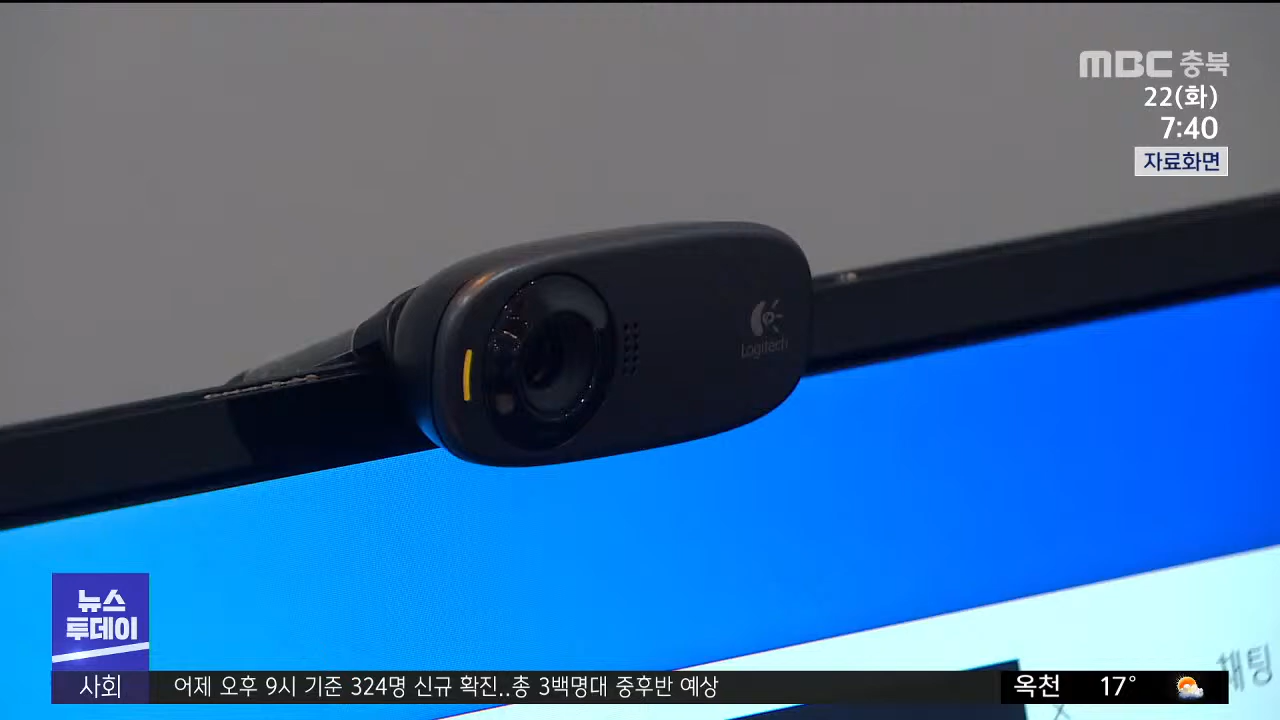 MBC 충북
22(화)
7:40
자료화면
Logitech
채팅
뉴스
투데이
사회 어제 오후 9시 기준 324명 신규 확진..총 3백명대 중후반 예상
옥천 17°